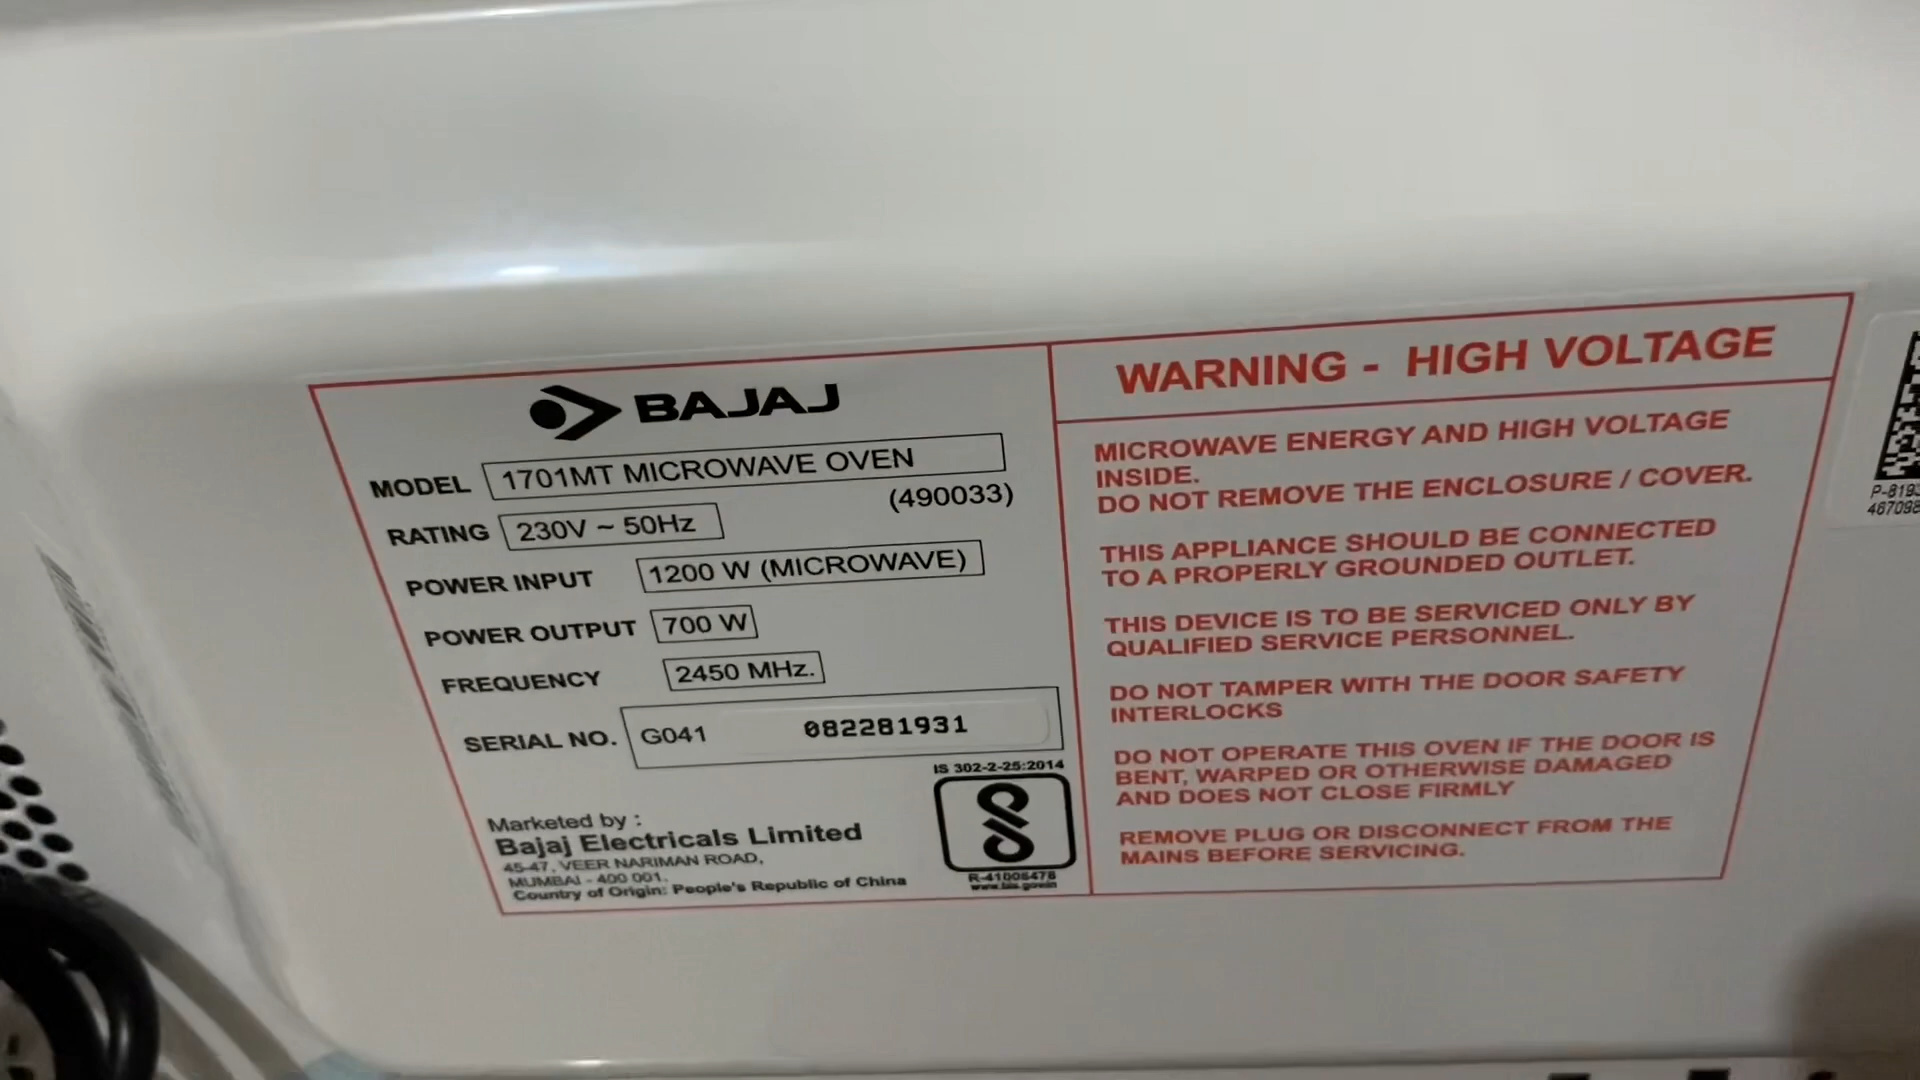 BAJAJ
MODEL 1701MT MICROWAVE OVEN
(490033)
RATING 230V ~ 50Hz
POWER INPUT 1200 W (MICROWAVE)
POWER OUTPUT 700 W
FREQUENCY 2450 MHz.
SERIAL NO. G041 082281931
IS 302-2-25:2014
Marketed by :
Bajaj Electricals Limited
45-47, VEER NARIMAN ROAD,
MUMBAI - 400 001.
Country of Origin: People's Republic of China
R-41006478
www.bis.gov.in
WARNING - HIGH VOLTAGE
MICROWAVE ENERGY AND HIGH VOLTAGE
INSIDE.
DO NOT REMOVE THE ENCLOSURE / COVER.
THIS APPLIANCE SHOULD BE CONNECTED
TO A PROPERLY GROUNDED OUTLET.
THIS DEVICE IS TO BE SERVICED ONLY BY
QUALIFIED SERVICE PERSONNEL.
DO NOT TAMPER WITH THE DOOR SAFETY
INTERLOCKS
DO NOT OPERATE THIS OVEN IF THE DOOR IS
BENT, WARPED OR OTHERWISE DAMAGED
AND DOES NOT CLOSE FIRMLY
REMOVE PLUG OR DISCONNECT FROM THE
MAINS BEFORE SERVICING.